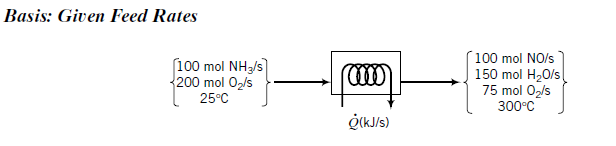 Basis: Given Feed Rates
100 mol NH₃/s
200 mol O₂/s
25°C
Q̇(kJ/s)
100 mol NO/s
150 mol H₂O/s
75 mol O₂/s
300°C